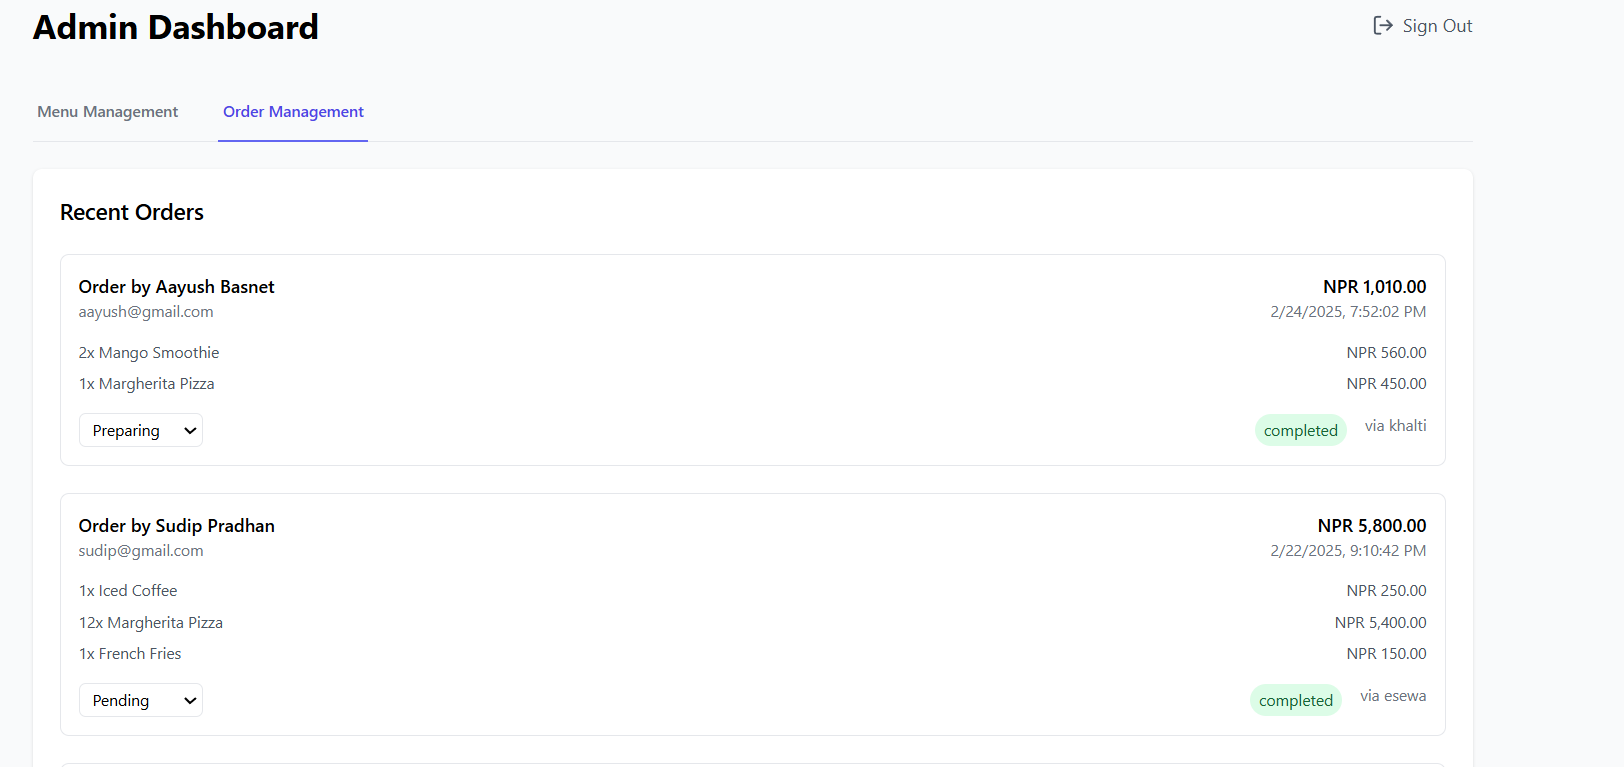 Admin Dashboard
Sign Out
Menu Management
Order Management
Recent Orders
Order by Aayush Basnet
NPR 1,010.00
aayush@gmail.com
2/24/2025, 7:52:02 PM
2x Mango Smoothie
NPR 560.00
1x Margherita Pizza
NPR 450.00
Preparing
completed
via khalti
Order by Sudip Pradhan
NPR 5,800.00
sudip@gmail.com
2/22/2025, 9:10:42 PM
1x Iced Coffee
NPR 250.00
12x Margherita Pizza
NPR 5,400.00
1x French Fries
NPR 150.00
Pending
completed
via esewa